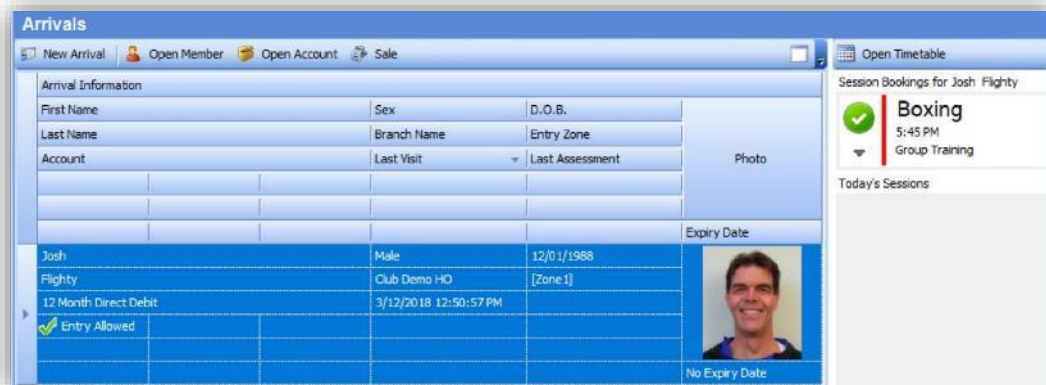 Arrivals
New Arrival Open Member Open Account Sale
Arrival Information
First Name Sex D.O.B.
Last Name Branch Name Entry Zone
Account Last Visit Last Assessment
Photo
Expiry Date
Josh Male 12/01/1988
Flighty Club Demo HO [Zone 1]
12 Month Direct Debit 3/12/2018 12:50:57 PM
Entry Allowed
No Expiry Date
Open Timetable
Session Bookings for Josh Flighty
Boxing
5:45 PM
Group Training
Today's Sessions